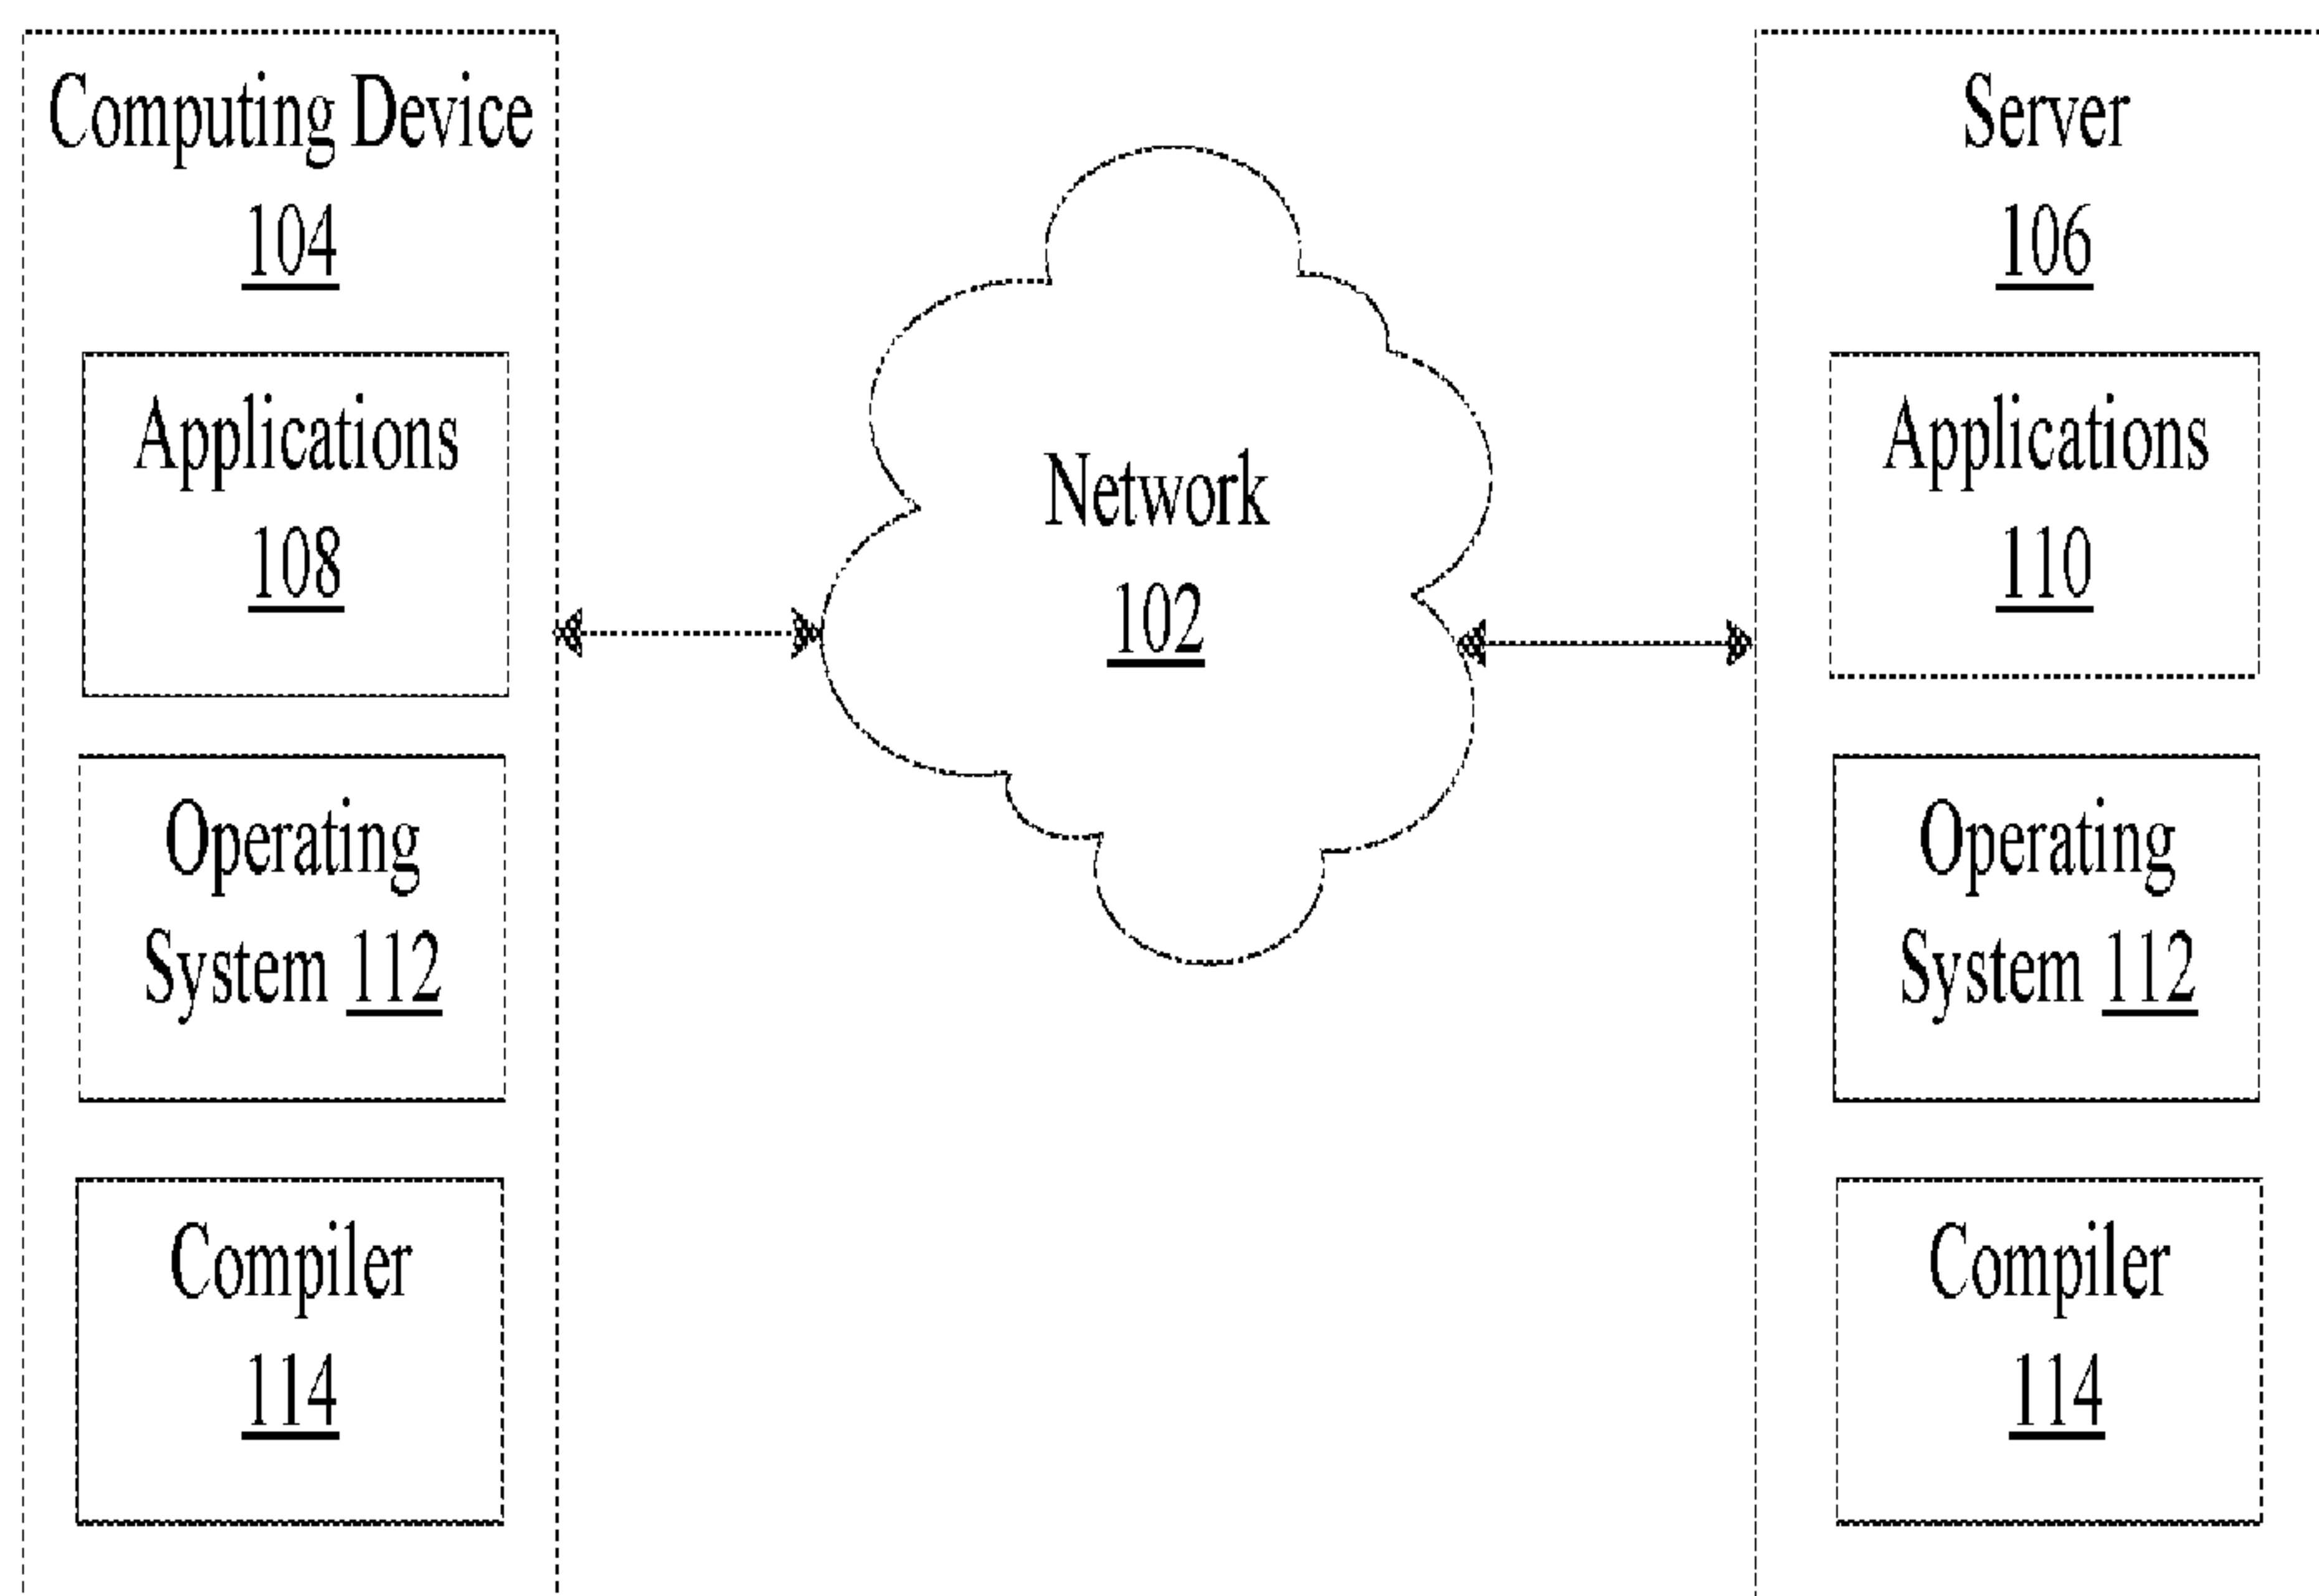 Computing Device
104
Applications
108
Operating
System 112
Compiler
114
Network
102
Server
106
Applications
110
Operating
System 112
Compiler
114